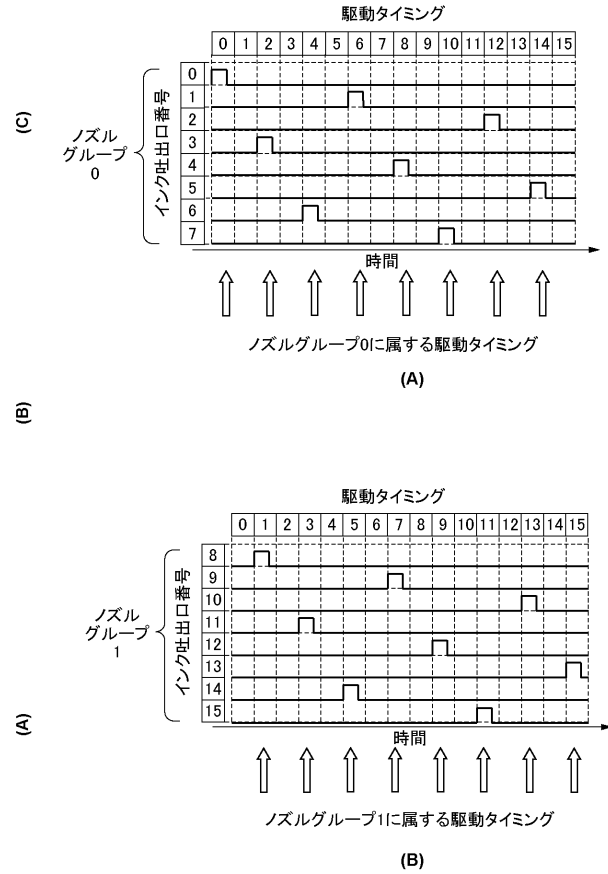 駆動タイミング
0 1 2 3 4 5 6 7 8 9 10 11 12 13 14 15
(C)
ノズル
グループ
0
インク吐出口番号
0
1
2
3
4
5
6
7
時間
ノズルグループ0に属する駆動タイミング
(A)
(B)
駆動タイミング
0 1 2 3 4 5 6 7 8 9 10 11 12 13 14 15
ノズル
グループ
1
インク吐出口番号
8
9
10
11
12
13
14
15
(A)
時間
ノズルグループ1に属する駆動タイミング
(B)